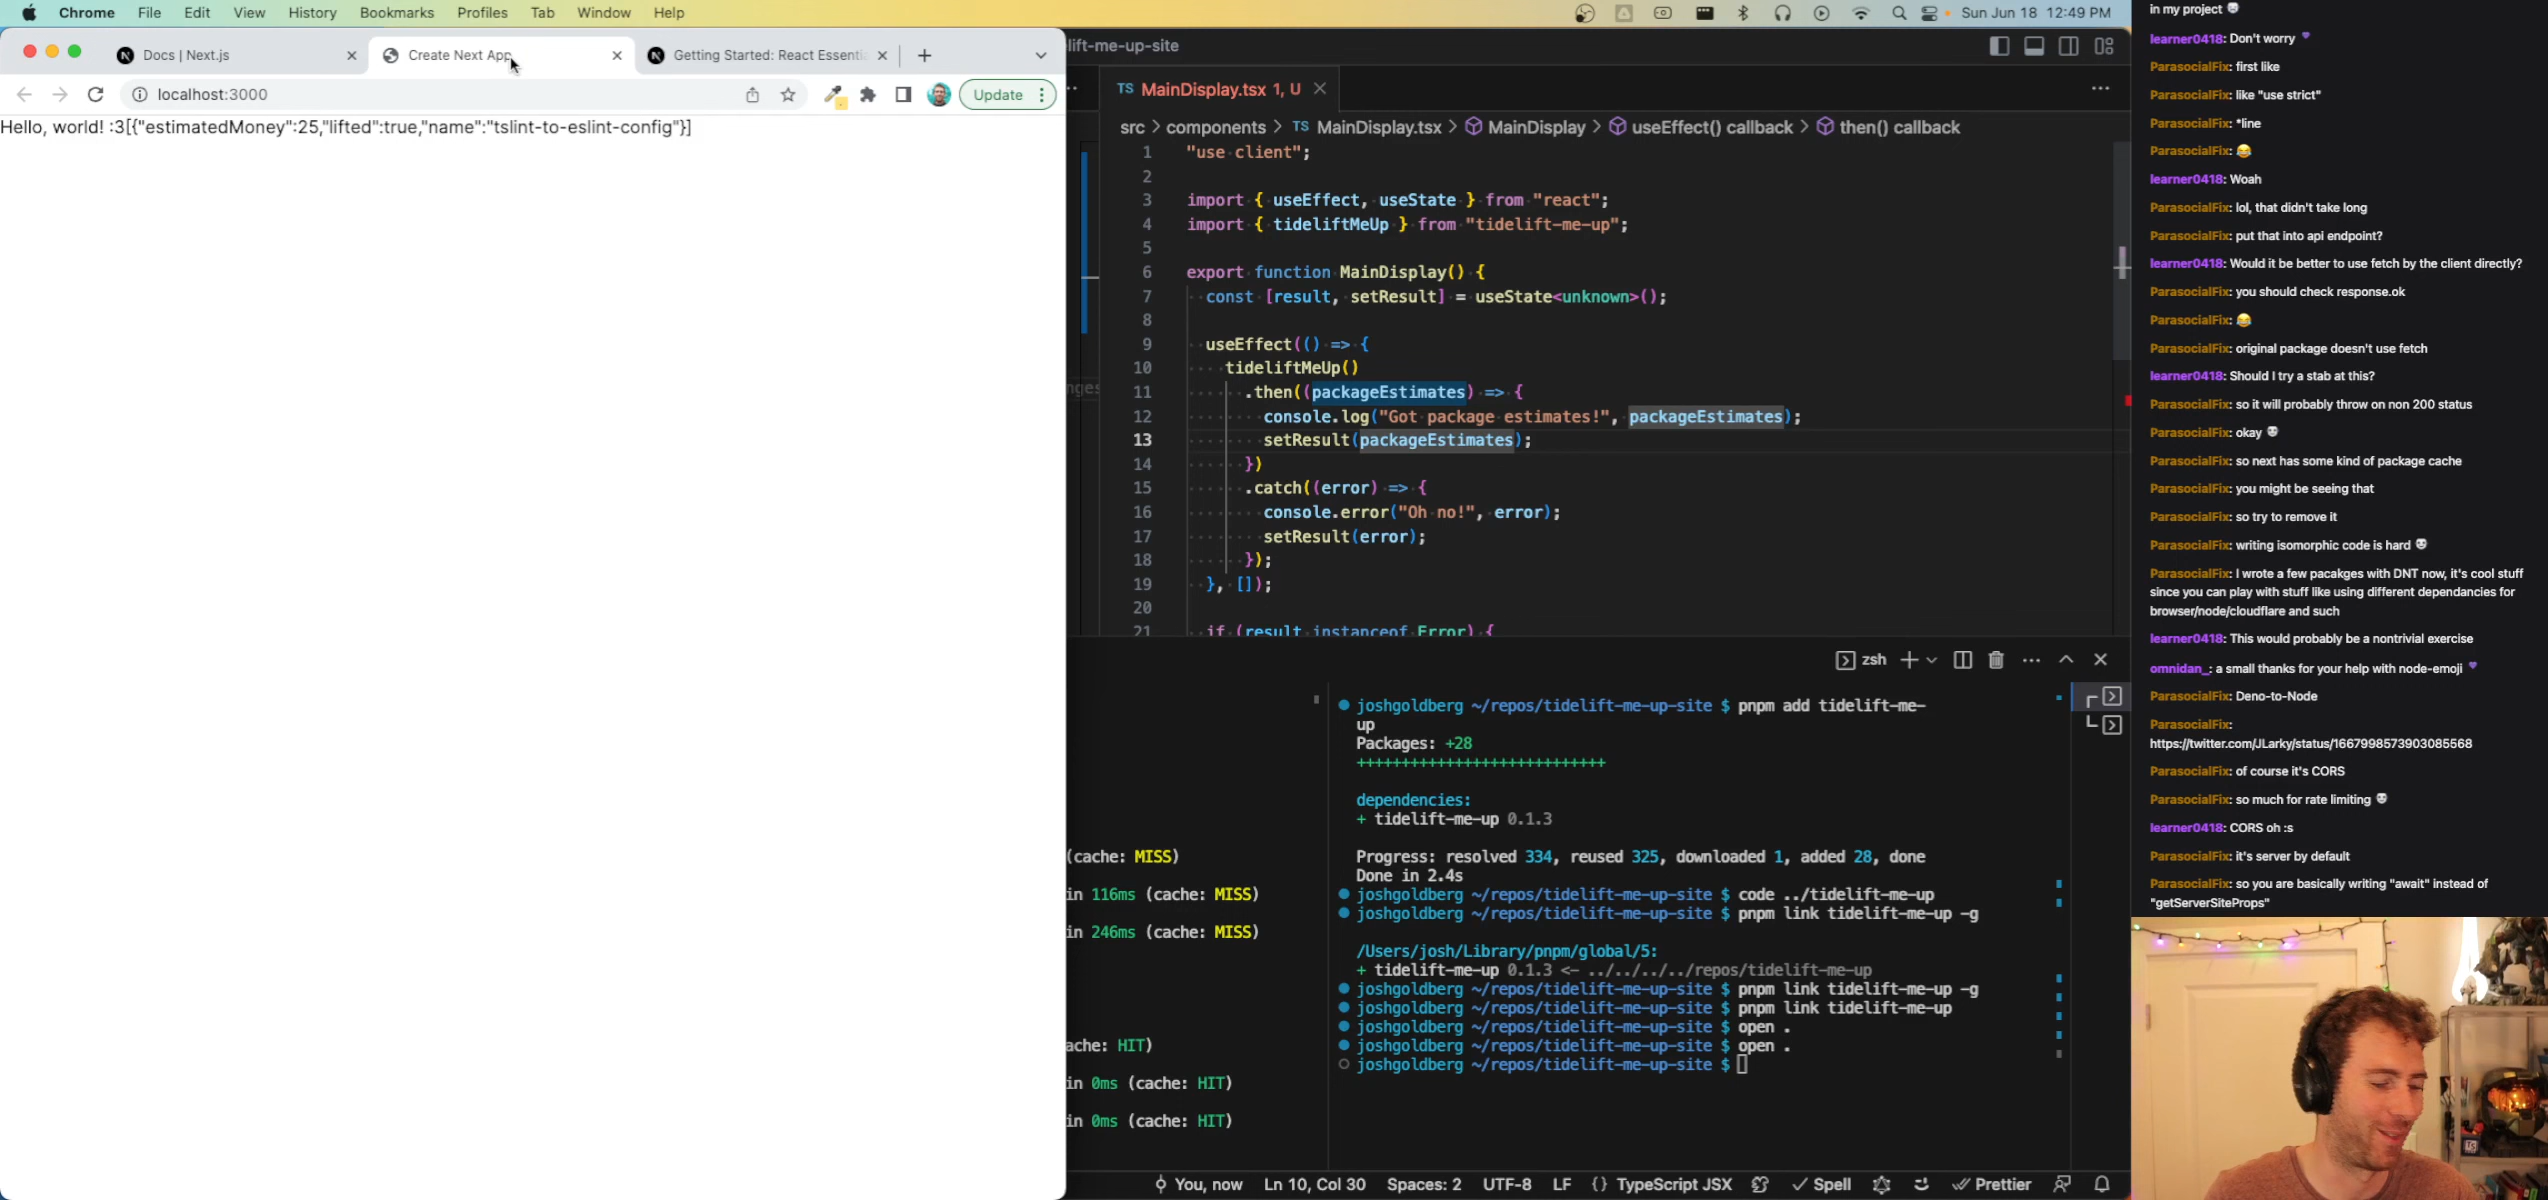 Chrome File Edit View History Bookmarks Profiles Tab Window Help
Sun Jun 18 12:49 PM
Docs | Next.js
Create Next App
Getting Started: React Essenti
localhost:3000
Update
Hello, world! :3[{"estimatedMoney":25,"lifted":true,"name":"tslint-to-eslint-config"}]
lift-me-up-site
TS MainDisplay.tsx 1, U
src > components > TS MainDisplay.tsx > MainDisplay > useEffect() callback > then() callback
1 "use client";
2
3 import { useEffect, useState } from "react";
4 import { tideliftMeUp } from "tidelift-me-up";
5
6 export function MainDisplay() {
7 const [result, setResult] = useState<unknown>();
8
9 useEffect(() => {
10 tideliftMeUp()
11 .then((packageEstimates) => {
12 console.log("Got package estimates!", packageEstimates);
13 setResult(packageEstimates);
14 })
15 .catch((error) => {
16 console.error("Oh no!", error);
17 setResult(error);
18 });
19 }, []);
20
21 if (result instanceof Error) {
nges
zsh
(cache: MISS)
in 116ms (cache: MISS)
in 246ms (cache: MISS)
ache: HIT)
in 0ms (cache: HIT)
in 0ms (cache: HIT)
joshgoldberg ~/repos/tidelift-me-up-site $ pnpm add tidelift-me-
up
Packages: +28
++++++++++++++++++++++++++++
dependencies:
+ tidelift-me-up 0.1.3
Progress: resolved 334, reused 325, downloaded 1, added 28, done
Done in 2.4s
joshgoldberg ~/repos/tidelift-me-up-site $ code ../tidelift-me-up
joshgoldberg ~/repos/tidelift-me-up-site $ pnpm link tidelift-me-up -g
/Users/josh/Library/pnpm/global/5:
+ tidelift-me-up 0.1.3 <- ../../../../repos/tidelift-me-up
joshgoldberg ~/repos/tidelift-me-up-site $ pnpm link tidelift-me-up -g
joshgoldberg ~/repos/tidelift-me-up-site $ pnpm link tidelift-me-up
joshgoldberg ~/repos/tidelift-me-up-site $ open .
joshgoldberg ~/repos/tidelift-me-up-site $ open .
joshgoldberg ~/repos/tidelift-me-up-site $
You, now Ln 10, Col 30 Spaces: 2 UTF-8 LF {} TypeScript JSX Spell Prettier
in my project 💀
learner0418: Don't worry 💜
ParasocialFix: first like
ParasocialFix: like "use strict"
ParasocialFix: *line
ParasocialFix: 😂
learner0418: Woah
ParasocialFix: lol, that didn't take long
ParasocialFix: put that into api endpoint?
learner0418: Would it be better to use fetch by the client directly?
ParasocialFix: you should check response.ok
ParasocialFix: 😂
ParasocialFix: original package doesn't use fetch
learner0418: Should I try a stab at this?
ParasocialFix: so it will probably throw on non 200 status
ParasocialFix: okay 💀
ParasocialFix: so next has some kind of package cache
ParasocialFix: you might be seeing that
ParasocialFix: so try to remove it
ParasocialFix: writing isomorphic code is hard 💀
ParasocialFix: I wrote a few pacakges with DNT now, it's cool stuff
since you can play with stuff like using different dependancies for
browser/node/cloudflare and such
learner0418: This would probably be a nontrivial exercise
omnidan_: a small thanks for your help with node-emoji 💜
ParasocialFix: Deno-to-Node
ParasocialFix:
https://twitter.com/JLarky/status/1667998573903085568
ParasocialFix: of course it's CORS
ParasocialFix: so much for rate limiting 💀
learner0418: CORS oh :s
ParasocialFix: it's server by default
ParasocialFix: so you are basically writing "await" instead of
"getServerSiteProps"